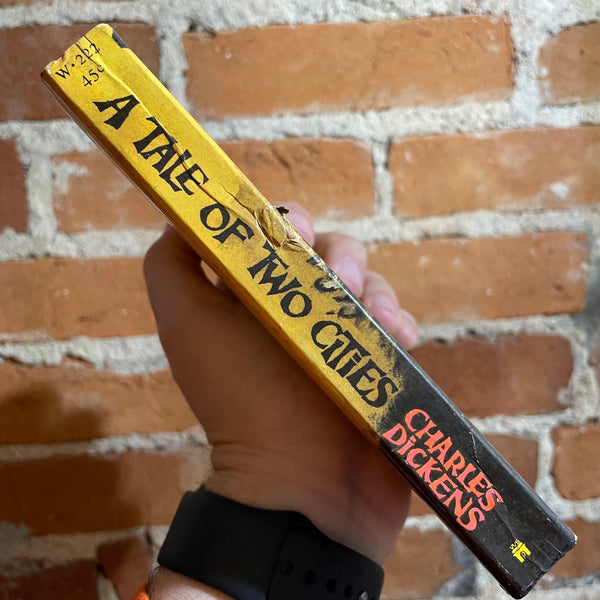 W•221
45¢
A TALE OF TWO CITIES
CHARLES
DICKENS